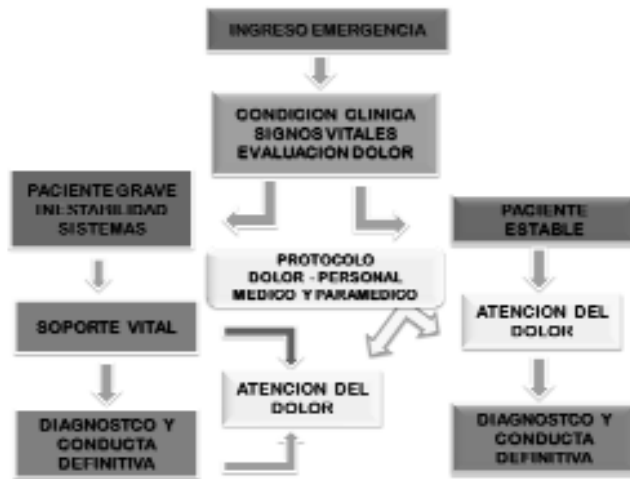 INGRESO EMERGENCIA
CONDICION CLINICA
SIGNOS VITALES
EVALUACION DOLOR
PACIENTE GRAVE
INESTABILIDAD
SISTEMAS
PACIENTE
ESTABLE
PROTOCOLO
DOLOR - PERSONAL
MEDICO Y PARAMEDICO
SOPORTE VITAL
ATENCION DEL
DOLOR
ATENCION DEL
DOLOR
DIAGNOSTCO Y
CONDUCTA
DEFINITIVA
DIAGNOSTCO Y
CONDUCTA
DEFINITIVA